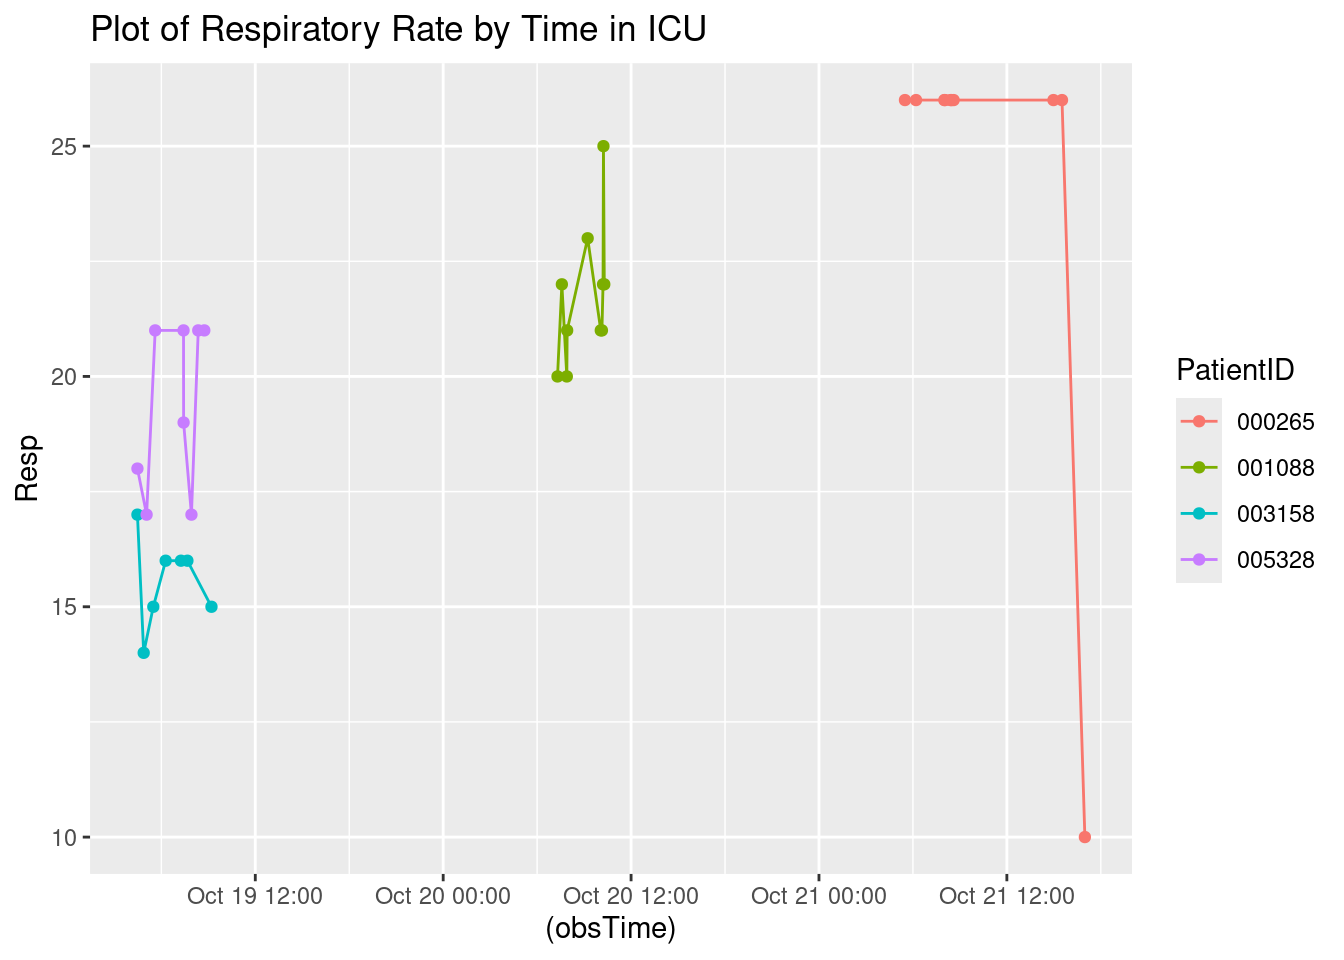 Plot of Respiratory Rate by Time in ICU
25
20
15
10
Resp
Oct 19 12:00
Oct 20 00:00
Oct 20 12:00
Oct 21 00:00
Oct 21 12:00
(obsTime)
PatientID
000265
001088
003158
005328